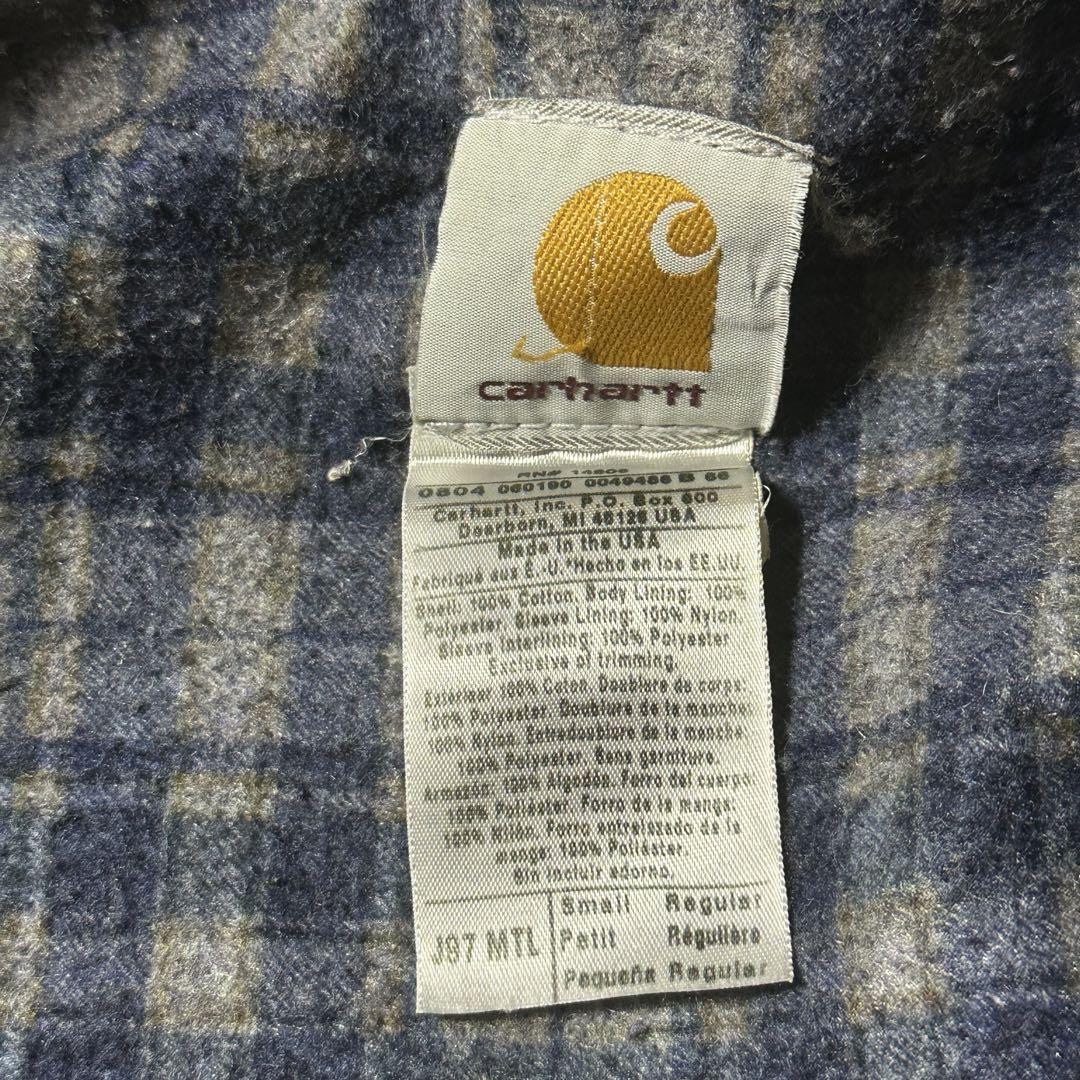 carhartt
RN# 14806
0804 060190 0049486 B 66
Carhartt, Inc. P.O. Box 600
Dearborn, MI 48126 USA
Made in the USA
Fabriqué aux É.-U.*Hecho en los EE.UU.
Shell: 100% Cotton. Body Lining: 100%
Polyester. Sleeve Lining: 100% Nylon.
Sleeve Interlining: 100% Polyester
Exclusive of trimming.
Extérieur 100% Coton. Doublure de corps:
100% Polyester. Doublure de la manche:
100% Nylon. Entredoublure de la manche
100% Polyester. Sans garniture.
Armazón: 100% Algodón. Forro del cuerpo:
100% Poliéster. Forro de la manga:
100% Nilón. Forro entrelazado de la
manga: 100% Poliéster.
Sin incluir adorno.
J97 MTL
Small Regular
Petit Régulière
Pequeña Regular